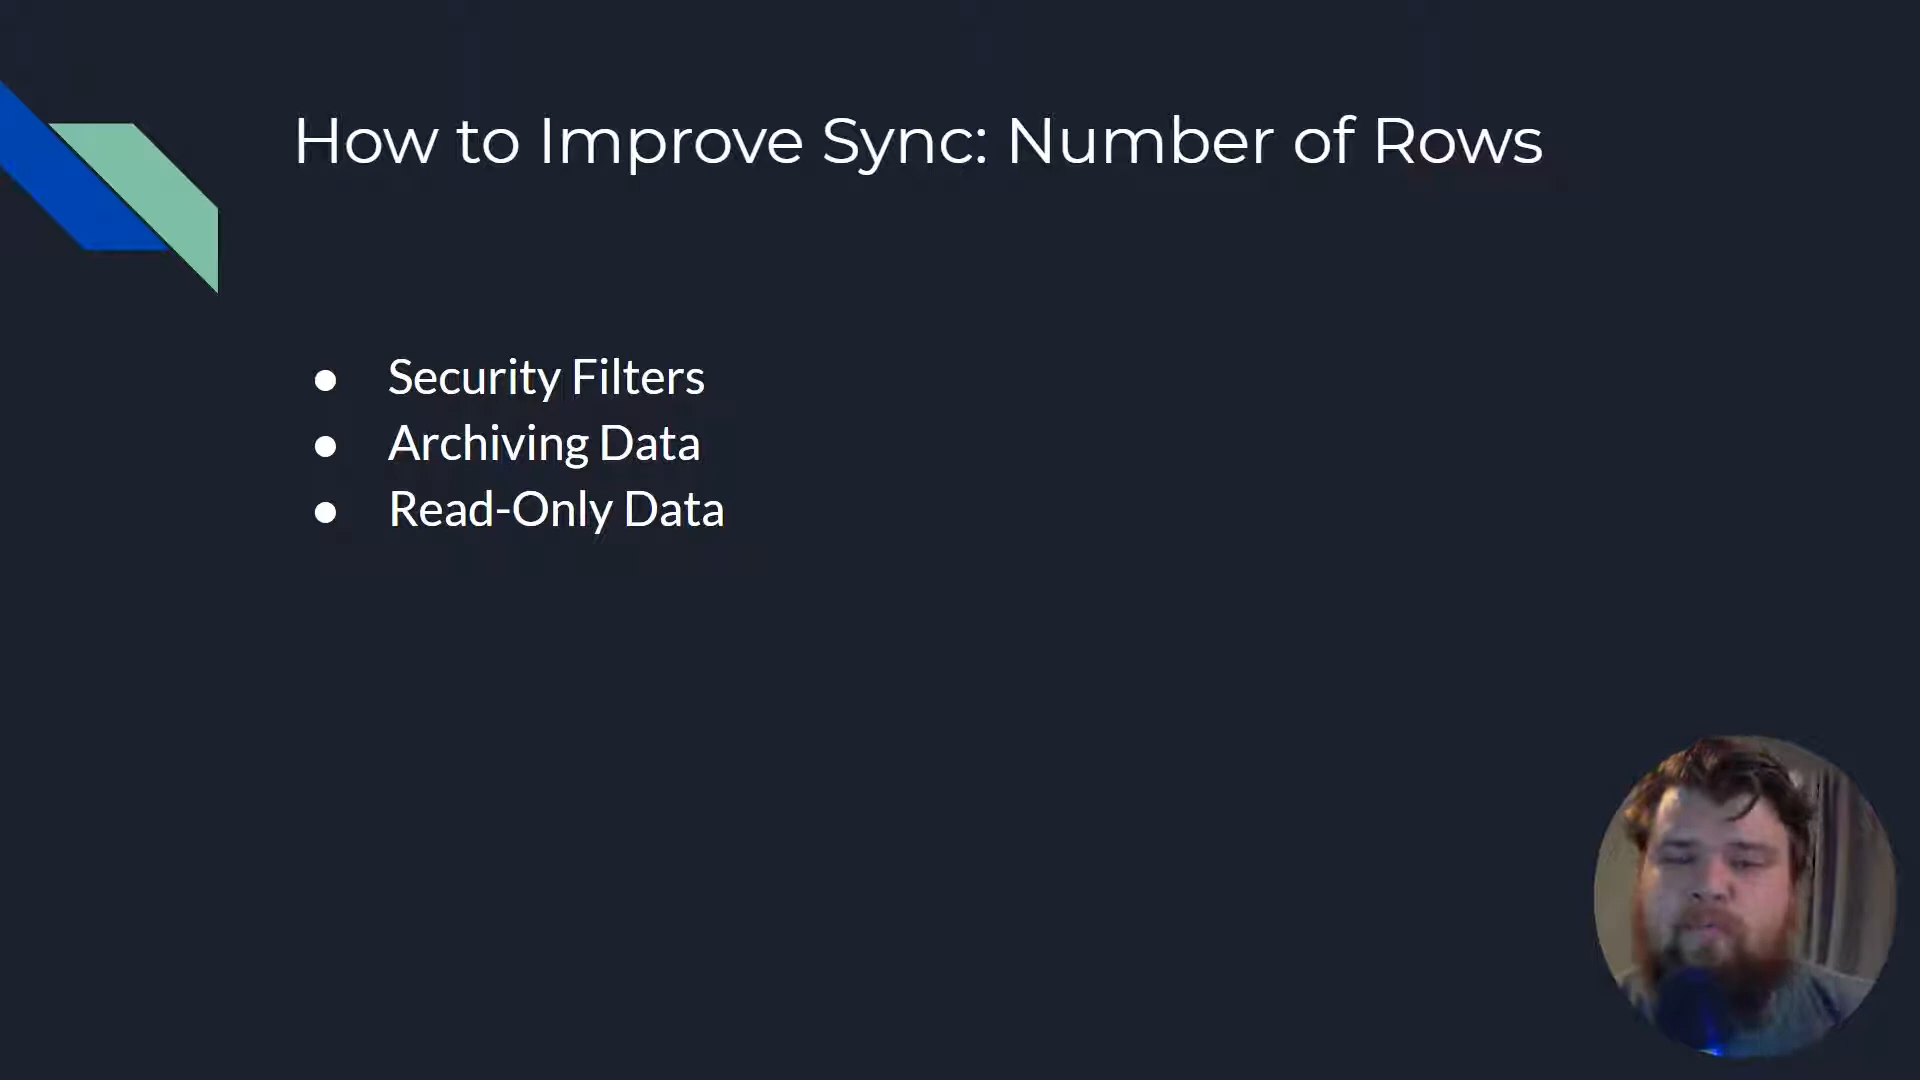 How to Improve Sync: Number of Rows
● Security Filters
● Archiving Data
● Read-Only Data